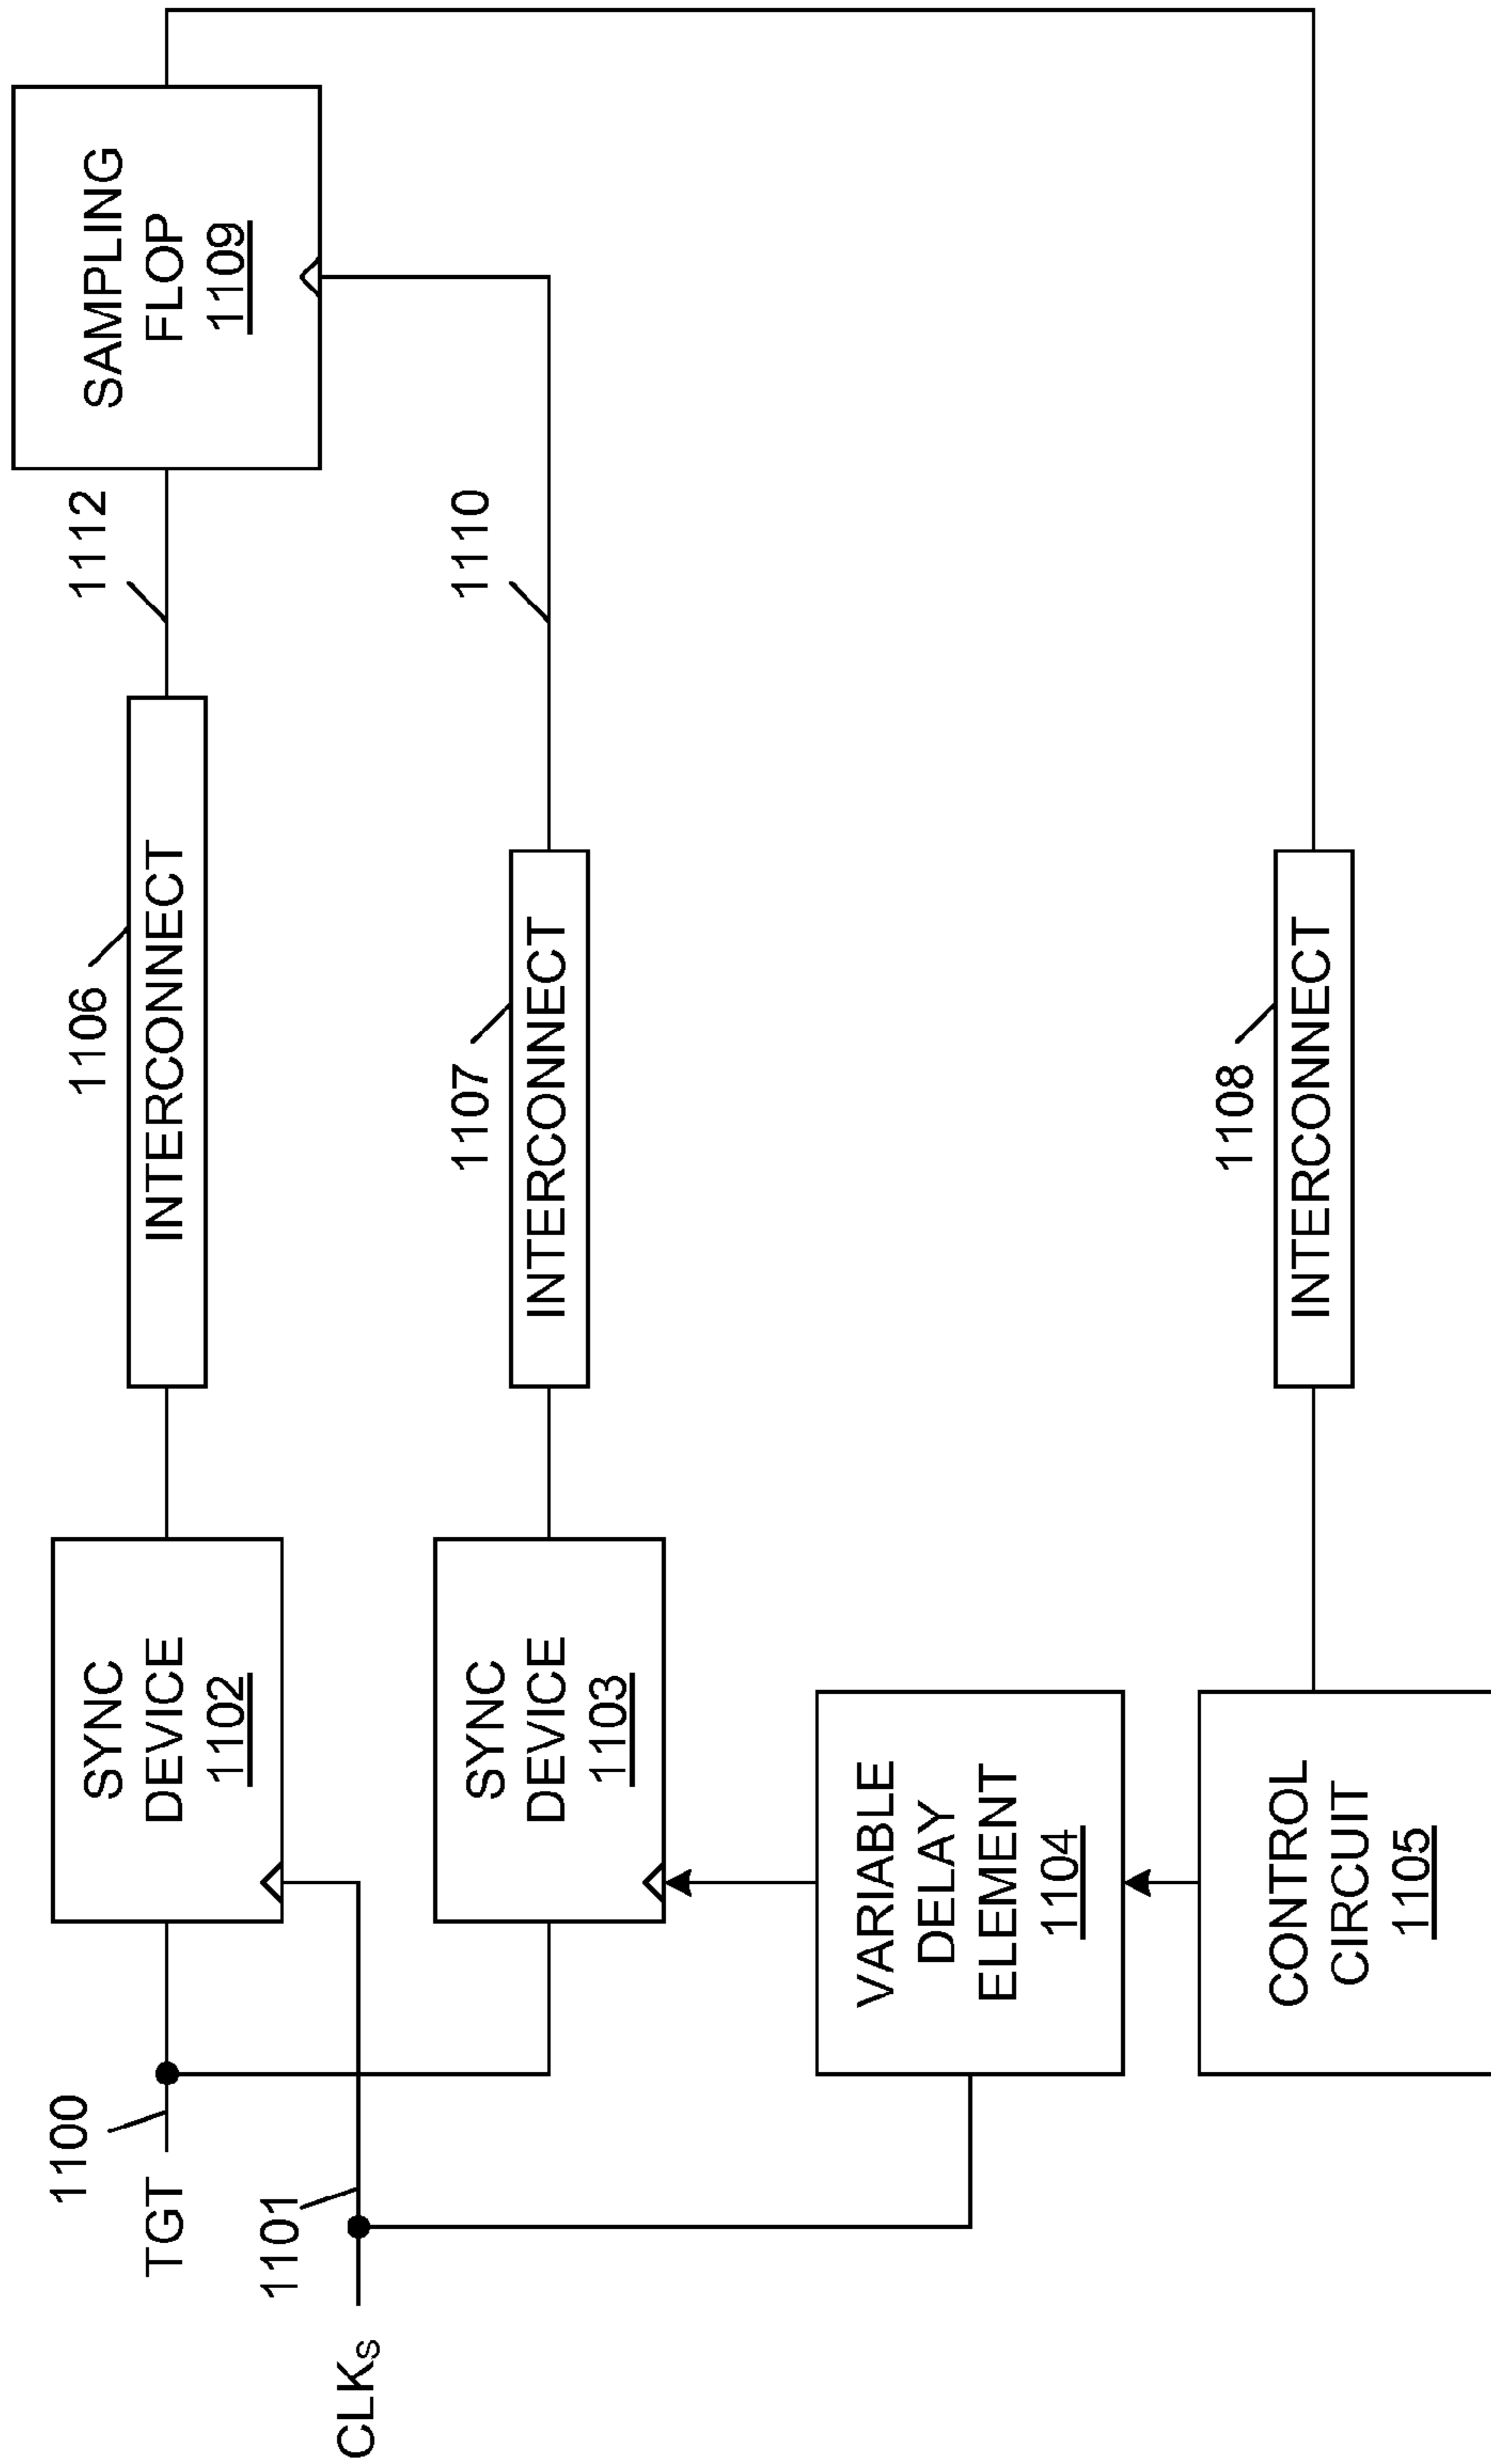 1100
TGT
1101
CLKS
SYNC
DEVICE
1102
1106
INTERCONNECT
1112
SAMPLING
FLOP
1109
SYNC
DEVICE
1103
1107
INTERCONNECT
1110
VARIABLE
DELAY
ELEMENT
1104
CONTROL
CIRCUIT
1105
1108
INTERCONNECT